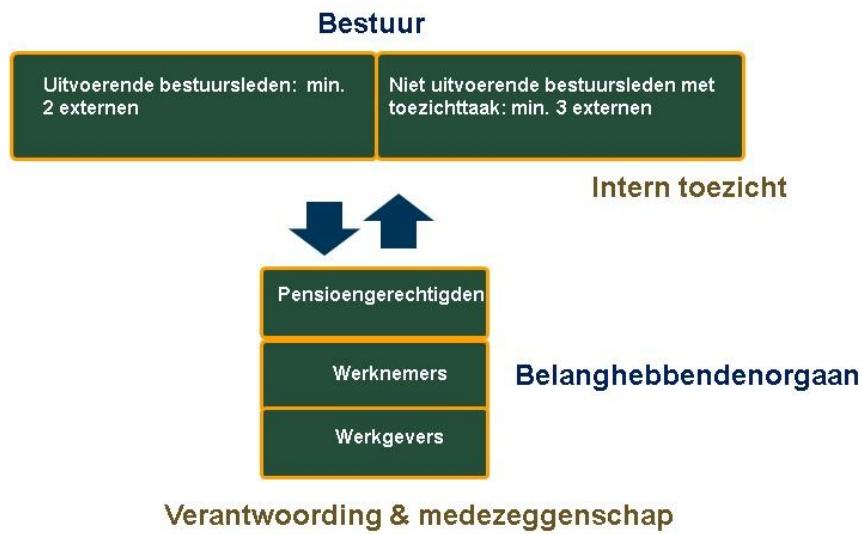 Bestuur
Uitvoerende bestuursleden: min.
2 externen
Niet uitvoerende bestuursleden met
toezichttaak: min. 3 externen
Intern toezicht
Pensioengerechtigden
Werknemers
Belanghebbendenorgaan
Werkgevers
Verantwoording & medezeggenschap